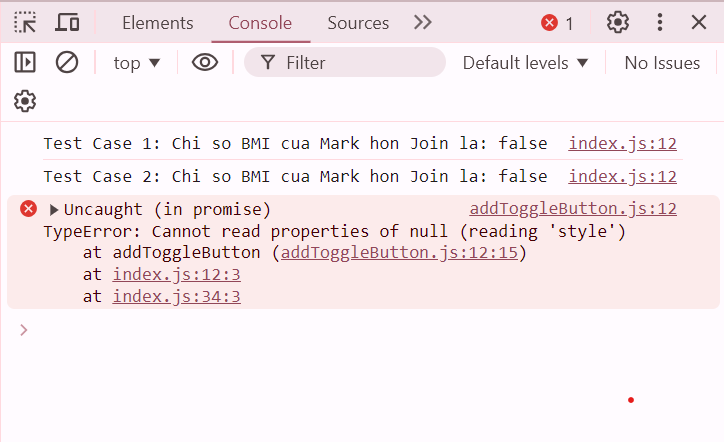 Elements Console Sources 1
top Filter Default levels No Issues
Test Case 1: Chi so BMI cua Mark hon Join la: false index.js:12
Test Case 2: Chi so BMI cua Mark hon Join la: false index.js:12
Uncaught (in promise) addToggleButton.js:12
TypeError: Cannot read properties of null (reading 'style')
at addToggleButton (addToggleButton.js:12:15)
at index.js:12:3
at index.js:34:3